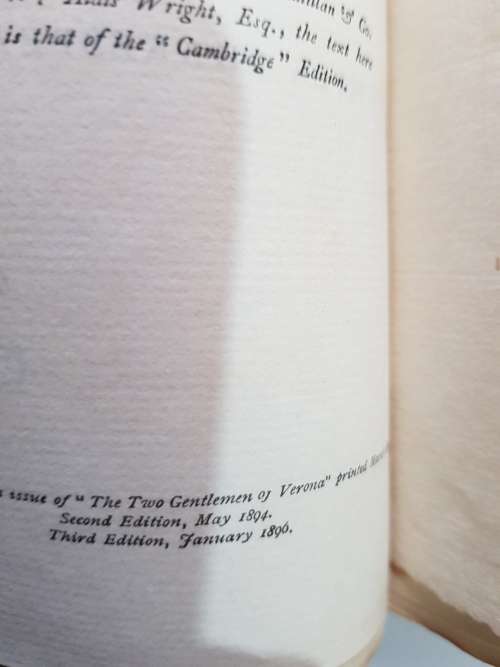 & Co.
Wright, Esq., the text here
is that of the "Cambridge" Edition.
issue of "The Two Gentlemen of Verona" printed
Second Edition, May 1894.
Third Edition, January 1896.